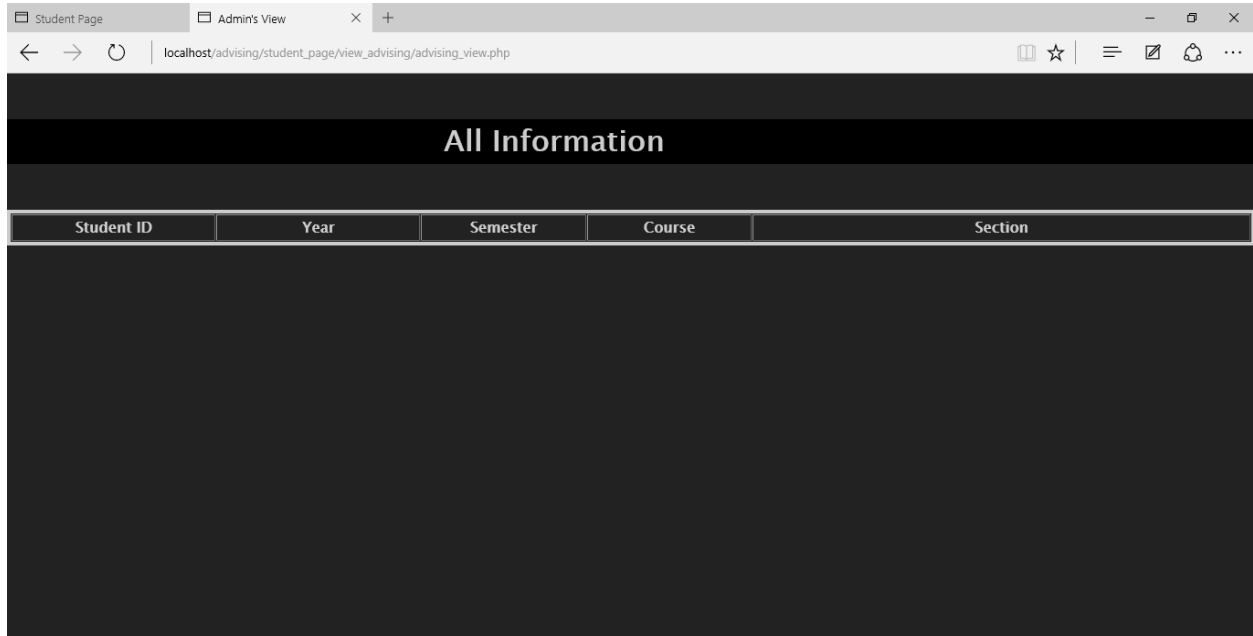 Student Page
Admin's View
localhost/advising/student_page/view_advising/advising_view.php
All Information
Student ID Year Semester Course Section